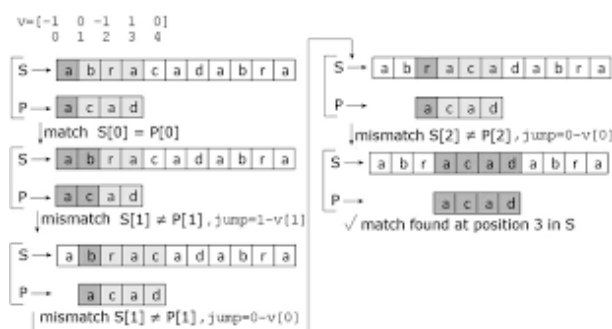 v=[-1 0 -1 1 0]
0 1 2 3 4
S a b r a c a d a b r a
P a c a d
match S[0] = P[0]
S a b r a c a d a b r a
P a c a d
mismatch S[1] ≠ P[1], jump=1-v[1]
S a b r a c a d a b r a
P a c a d
mismatch S[1] ≠ P[1], jump=0-v[0]
S a b r a c a d a b r a
P a c a d
mismatch S[2] ≠ P[2], jump=0-v[0]
S a b r a c a d a b r a
a c a d
√ match found at position 3 in S